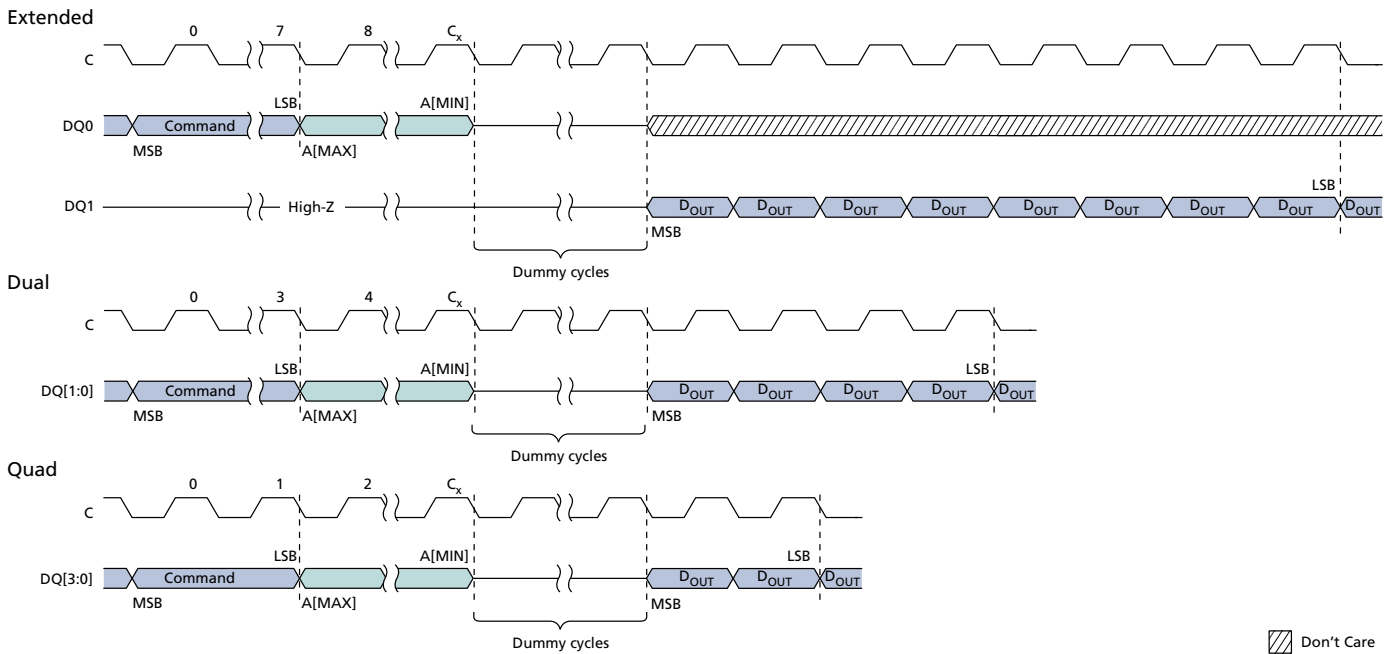 Extended
0 7 8 Cx
C
LSB A[MIN]
DQ0 Command
MSB A[MAX]
LSB
DQ1 High-Z DOUT DOUT DOUT DOUT DOUT DOUT DOUT DOUT DOUT
MSB
Dummy cycles
Dual
0 3 4 Cx
C
LSB A[MIN] LSB
DQ[1:0] Command DOUT DOUT DOUT DOUT DOUT
MSB A[MAX] MSB
Dummy cycles
Quad
0 1 2 Cx
C
LSB A[MIN] LSB
DQ[3:0] Command DOUT DOUT DOUT
MSB A[MAX] MSB
Dummy cycles
Don't Care